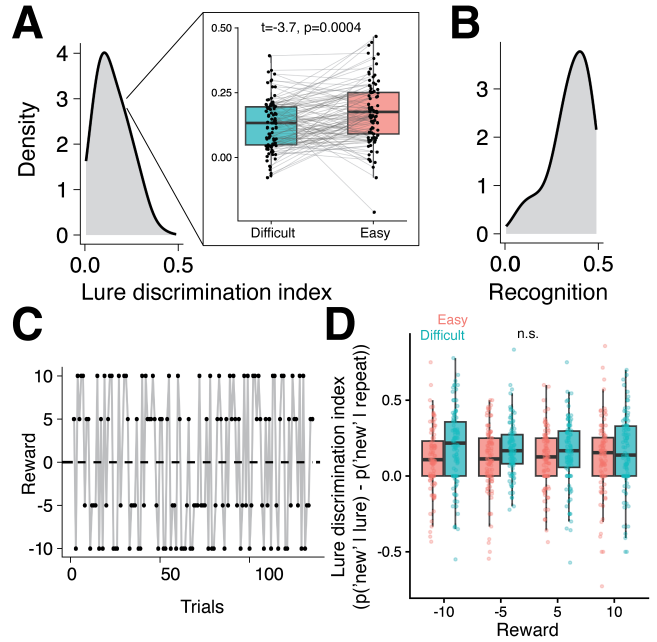 A
4
3
2
1
0
Density
0.0
0.5
Lure discrimination index
t=-3.7, p=0.0004
0.50
0.25
0.00
Difficult
Easy
B
3
2
1
0
0.0
0.5
Recognition
C
10
5
0
-5
-10
Reward
0
50
100
Trials
D
Easy
Difficult
n.s.
Lure discrimination index
(p('new' | lure) - p('new' | repeat))
0.5
0.0
-0.5
-10
-5
5
10
Reward